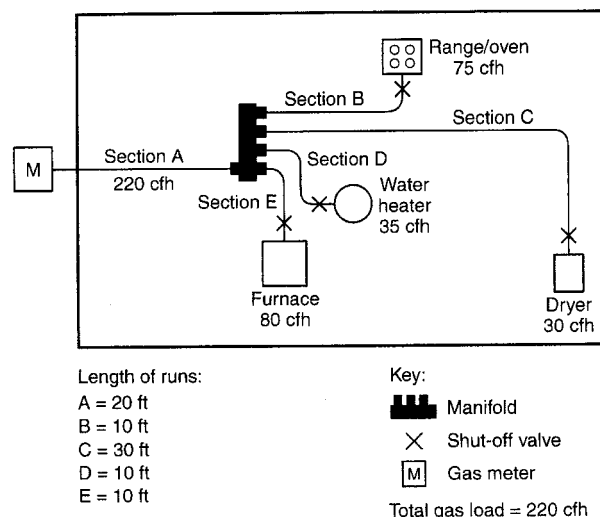 Range/oven
75 cfh
Section B
Section C
M
Section A
220 cfh
Section D
Section E
Water
heater
35 cfh
Furnace
80 cfh
Dryer
30 cfh
Length of runs:
A = 20 ft
B = 10 ft
C = 30 ft
D = 10 ft
E = 10 ft
Key:
Manifold
Shut-off valve
M Gas meter
Total gas load = 220 cfh